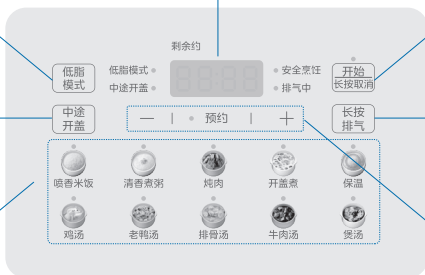 剩余约
低脂
模式
低脂模式
中途开盖
安全烹饪
排气中
开始
长按取消
中途
开盖
— | 预约 | +
长按
排气
喷香米饭 清香煮粥 炖肉 开盖煮 保温
鸡汤 老鸭汤 排骨汤 牛肉汤 煲汤